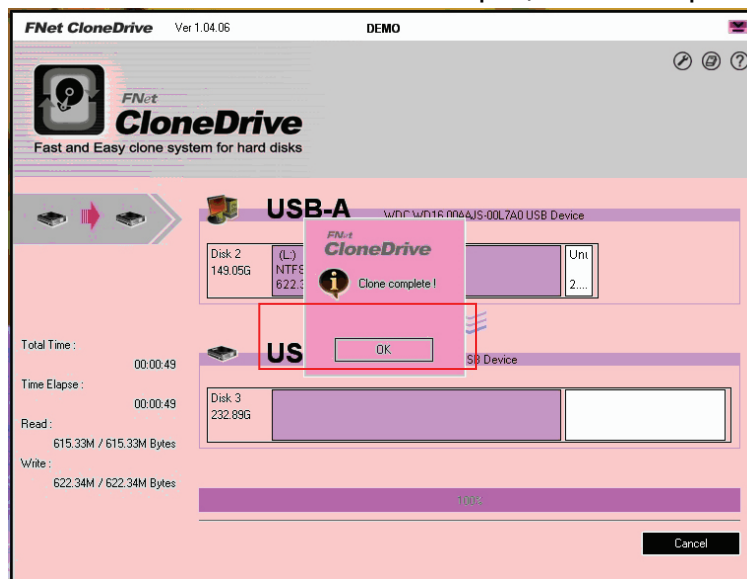 FNet CloneDrive Ver 1.04.06 DEMO
FNet
CloneDrive
Fast and Easy clone system for hard disks
USB-A WDC WD16 00AAJS-00L7A0 USB Device
Disk 2
149.05G
(L:)
NTFS
622.3
2....
FNet
CloneDrive
Clone complete !
OK
US
SB Device
Disk 3
232.89G
Total Time :
00:00:49
Time Elapse :
00:00:49
Read :
615.33M / 615.33M Bytes
Write :
622.34M / 622.34M Bytes
100%
Cancel